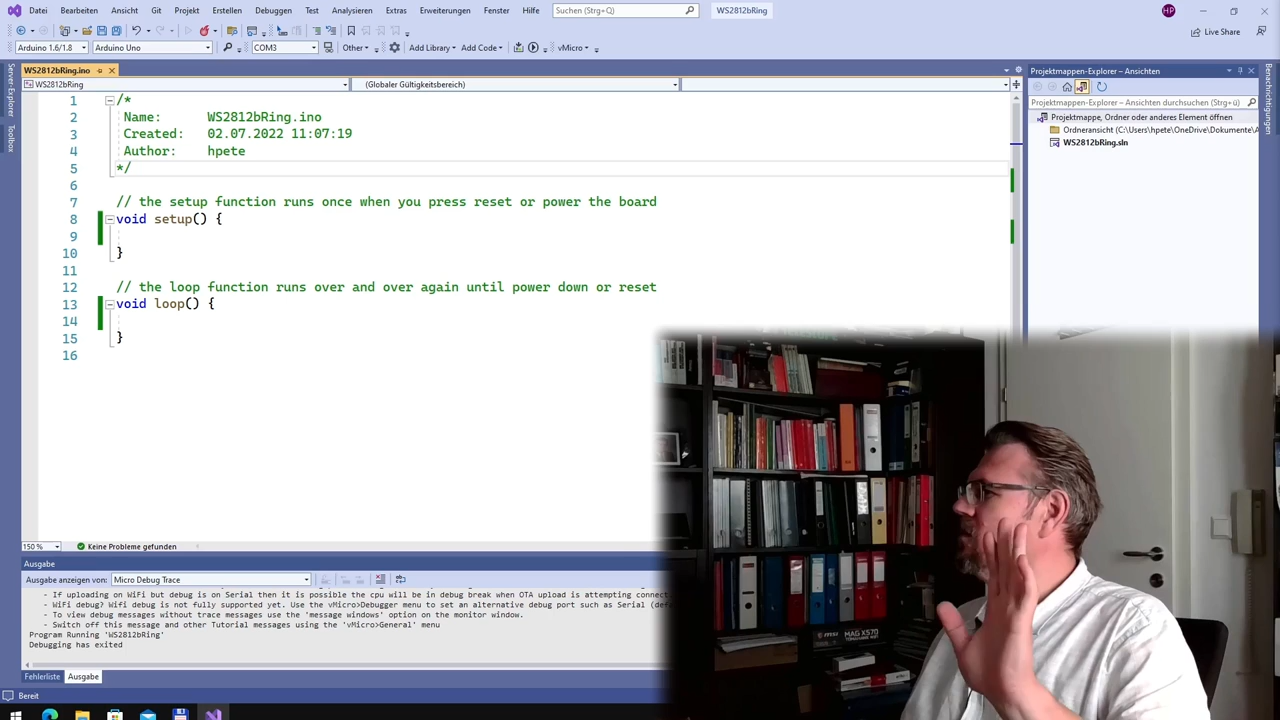 Datei Bearbeiten Ansicht Git Projekt Erstellen Debuggen Test Analysieren Extras Erweiterungen Fenster Hilfe Suchen (Strg+Q) WS2812bRing HP
Live Share
Arduino 1.6/1.8 Arduino Uno COM3 Other Add Library Add Code vMicro
Server-Explorer
Toolbox
WS2812bRing.ino
WS2812bRing (Globaler Gültigkeitsbereich)
1 /*
2 Name: WS2812bRing.ino
3 Created: 02.07.2022 11:07:19
4 Author: hpete
5 */
6
7 // the setup function runs once when you press reset or power the board
8 void setup() {
9
10 }
11
12 // the loop function runs over and over again until power down or reset
13 void loop() {
14
15 }
16
150 % Keine Probleme gefunden
Ausgabe
Ausgabe anzeigen von: Micro Debug Trace
- If uploading on WiFi but debug is on Serial then it is possible the cpu will be in debug break when OTA upload is attempting connect.
- WiFi debug? Wifi debug is not fully supported yet. Use the vMicro>Debugger menu to set an alternative debug port such as Serial (def
- To view debug messages without trace messages use the 'message windows' option on the monitor window.
- Switch off this message and other Tutorial messages using the 'vMicro>General' menu
Program Running 'WS2812bRing'
Debugging has exited
Fehlerliste Ausgabe
Bereit
Projektmappen-Explorer – Ansichten
Projektmappen-Explorer – Ansichten durchsuchen (Strg+ü)
Projektmappe, Ordner oder anderes Element öffnen
Ordneransicht (C:\Users\hpete\OneDrive\Dokumente\A
WS2812bRing.sln
Benachrichtigungen
msi MAG X570